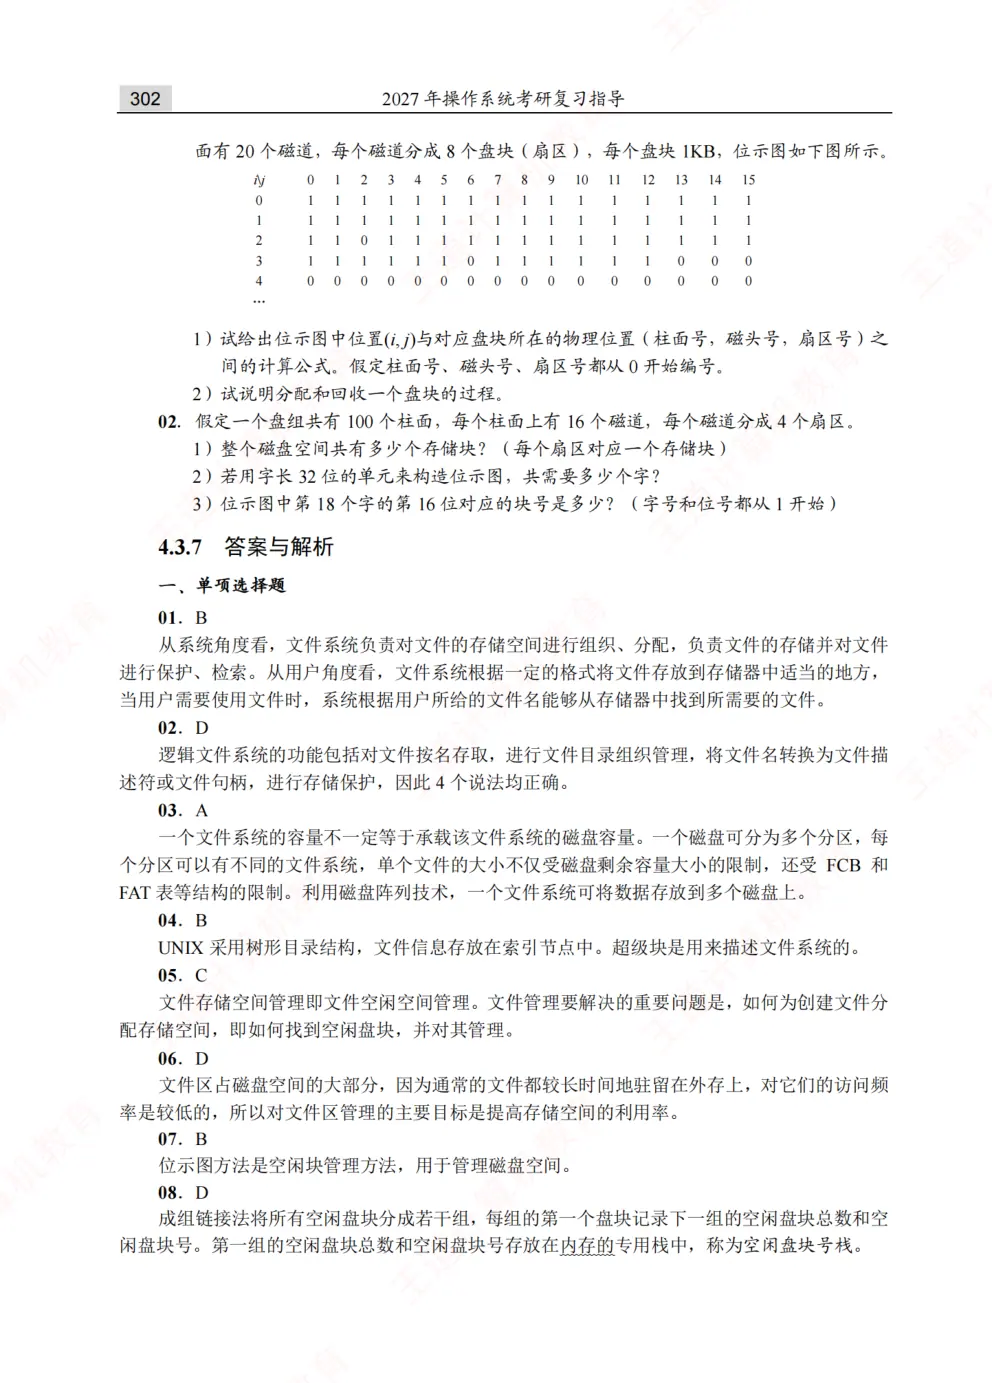 302
2027 年操作系统考研复习指导
面有 20 个磁道，每个磁道分成 8 个盘块（扇区），每个盘块 1KB，位示图如下图所示。
i\j 0 1 2 3 4 5 6 7 8 9 10 11 12 13 14 15
0 1 1 1 1 1 1 1 1 1 1 1 1 1 1 1 1
1 1 1 1 1 1 1 1 1 1 1 1 1 1 1 1 1
2 1 1 0 1 1 1 1 1 1 1 1 1 1 1 1 1
3 1 1 1 1 1 1 0 1 1 1 1 1 1 0 0 0
4 0 0 0 0 0 0 0 0 0 0 0 0 0 0 0 0
…
1）试给出位示图中位置(i, j)与对应盘块所在的物理位置（柱面号，磁头号，扇区号）之
间的计算公式。假定柱面号、磁头号、扇区号都从 0 开始编号。
2）试说明分配和回收一个盘块的过程。
02. 假定一个盘组共有 100 个柱面，每个柱面上有 16 个磁道，每个磁道分成 4 个扇区。
1）整个磁盘空间共有多少个存储块？（每个扇区对应一个存储块）
2）若用字长 32 位的单元来构造位示图，共需要多少个字？
3）位示图中第 18 个字的第 16 位对应的块号是多少？（字号和位号都从 1 开始）
4.3.7 答案与解析
一、单项选择题
01. B
从系统角度看，文件系统负责对文件的存储空间进行组织、分配，负责文件的存储并对文件
进行保护、检索。从用户角度看，文件系统根据一定的格式将文件存放到存储器中适当的地方，
当用户需要使用文件时，系统根据用户所给的文件名能够从存储器中找到所需要的文件。
02. D
逻辑文件系统的功能包括对文件按名存取，进行文件目录组织管理，将文件名转换为文件描
述符或文件句柄，进行存储保护，因此 4 个说法均正确。
03. A
一个文件系统的容量不一定等于承载该文件系统的磁盘容量。一个磁盘可分为多个分区，每
个分区可以有不同的文件系统，单个文件的大小不仅受磁盘剩余容量大小的限制，还受 FCB 和
FAT 表等结构的限制。利用磁盘阵列技术，一个文件系统可将数据存放到多个磁盘上。
04. B
UNIX 采用树形目录结构，文件信息存放在索引节点中。超级块是用来描述文件系统的。
05. C
文件存储空间管理即文件空闲空间管理。文件管理要解决的重要问题是，如何为创建文件分
配存储空间，即如何找到空闲盘块，并对其管理。
06. D
文件区占磁盘空间的大部分，因为通常的文件都较长时间地驻留在外存上，对它们的访问频
率是较低的，所以对文件区管理的主要目标是提高存储空间的利用率。
07. B
位示图方法是空闲块管理方法，用于管理磁盘空间。
08. D
成组链接法将所有空闲盘块分成若干组，每组的第一个盘块记录下一组的空闲盘块总数和空
闲盘块号。第一组的空闲盘块总数和空闲盘块号存放在内存的专用栈中，称为空闲盘块号栈。